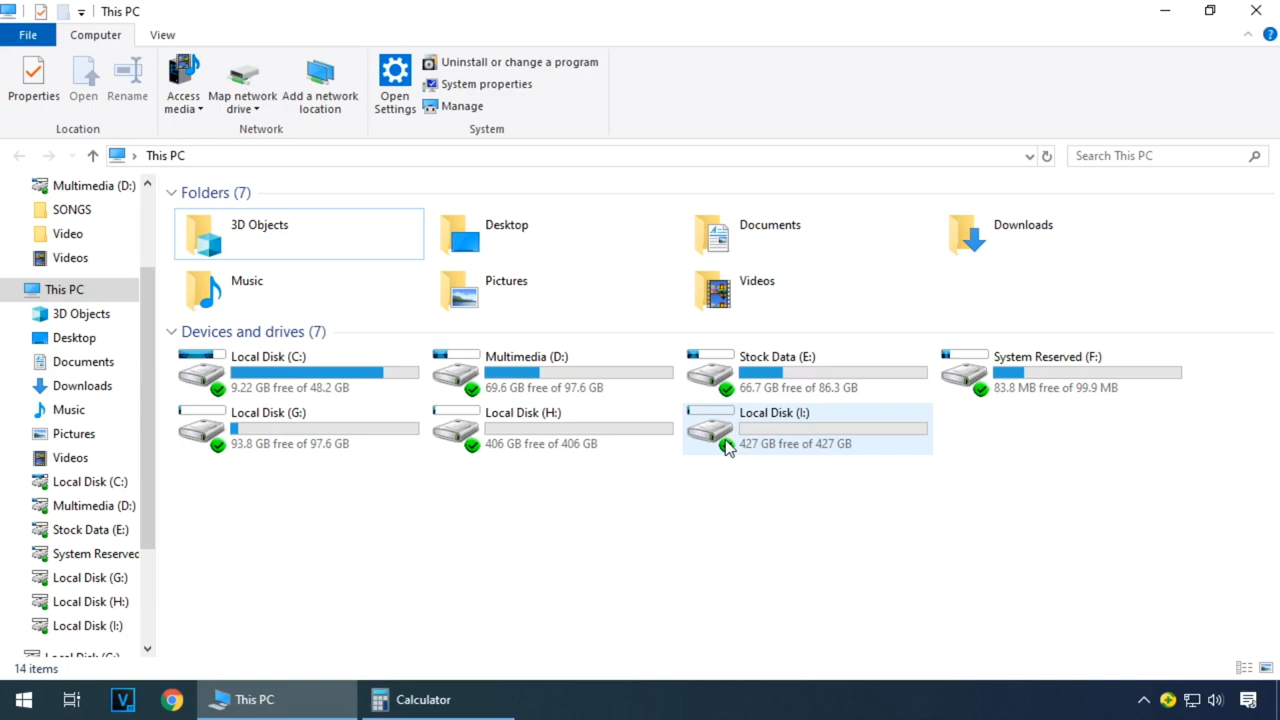 This PC
File
Computer
View
Properties
Open
Rename
Access media
Map network drive
Add a network location
Open Settings
Uninstall or change a program
System properties
Manage
Location
Network
System
This PC
Search This PC
Multimedia (D:)
SONGS
Video
Videos
This PC
3D Objects
Desktop
Documents
Downloads
Music
Pictures
Videos
Local Disk (C:)
Multimedia (D:)
Stock Data (E:)
System Reserved
Local Disk (G:)
Local Disk (H:)
Local Disk (I:)
Folders (7)
3D Objects
Desktop
Documents
Downloads
Music
Pictures
Videos
Devices and drives (7)
Local Disk (C:)
9.22 GB free of 48.2 GB
Multimedia (D:)
69.6 GB free of 97.6 GB
Stock Data (E:)
66.7 GB free of 86.3 GB
System Reserved (F:)
83.8 MB free of 99.9 MB
Local Disk (G:)
93.8 GB free of 97.6 GB
Local Disk (H:)
406 GB free of 406 GB
Local Disk (I:)
427 GB free of 427 GB
14 items
This PC
Calculator